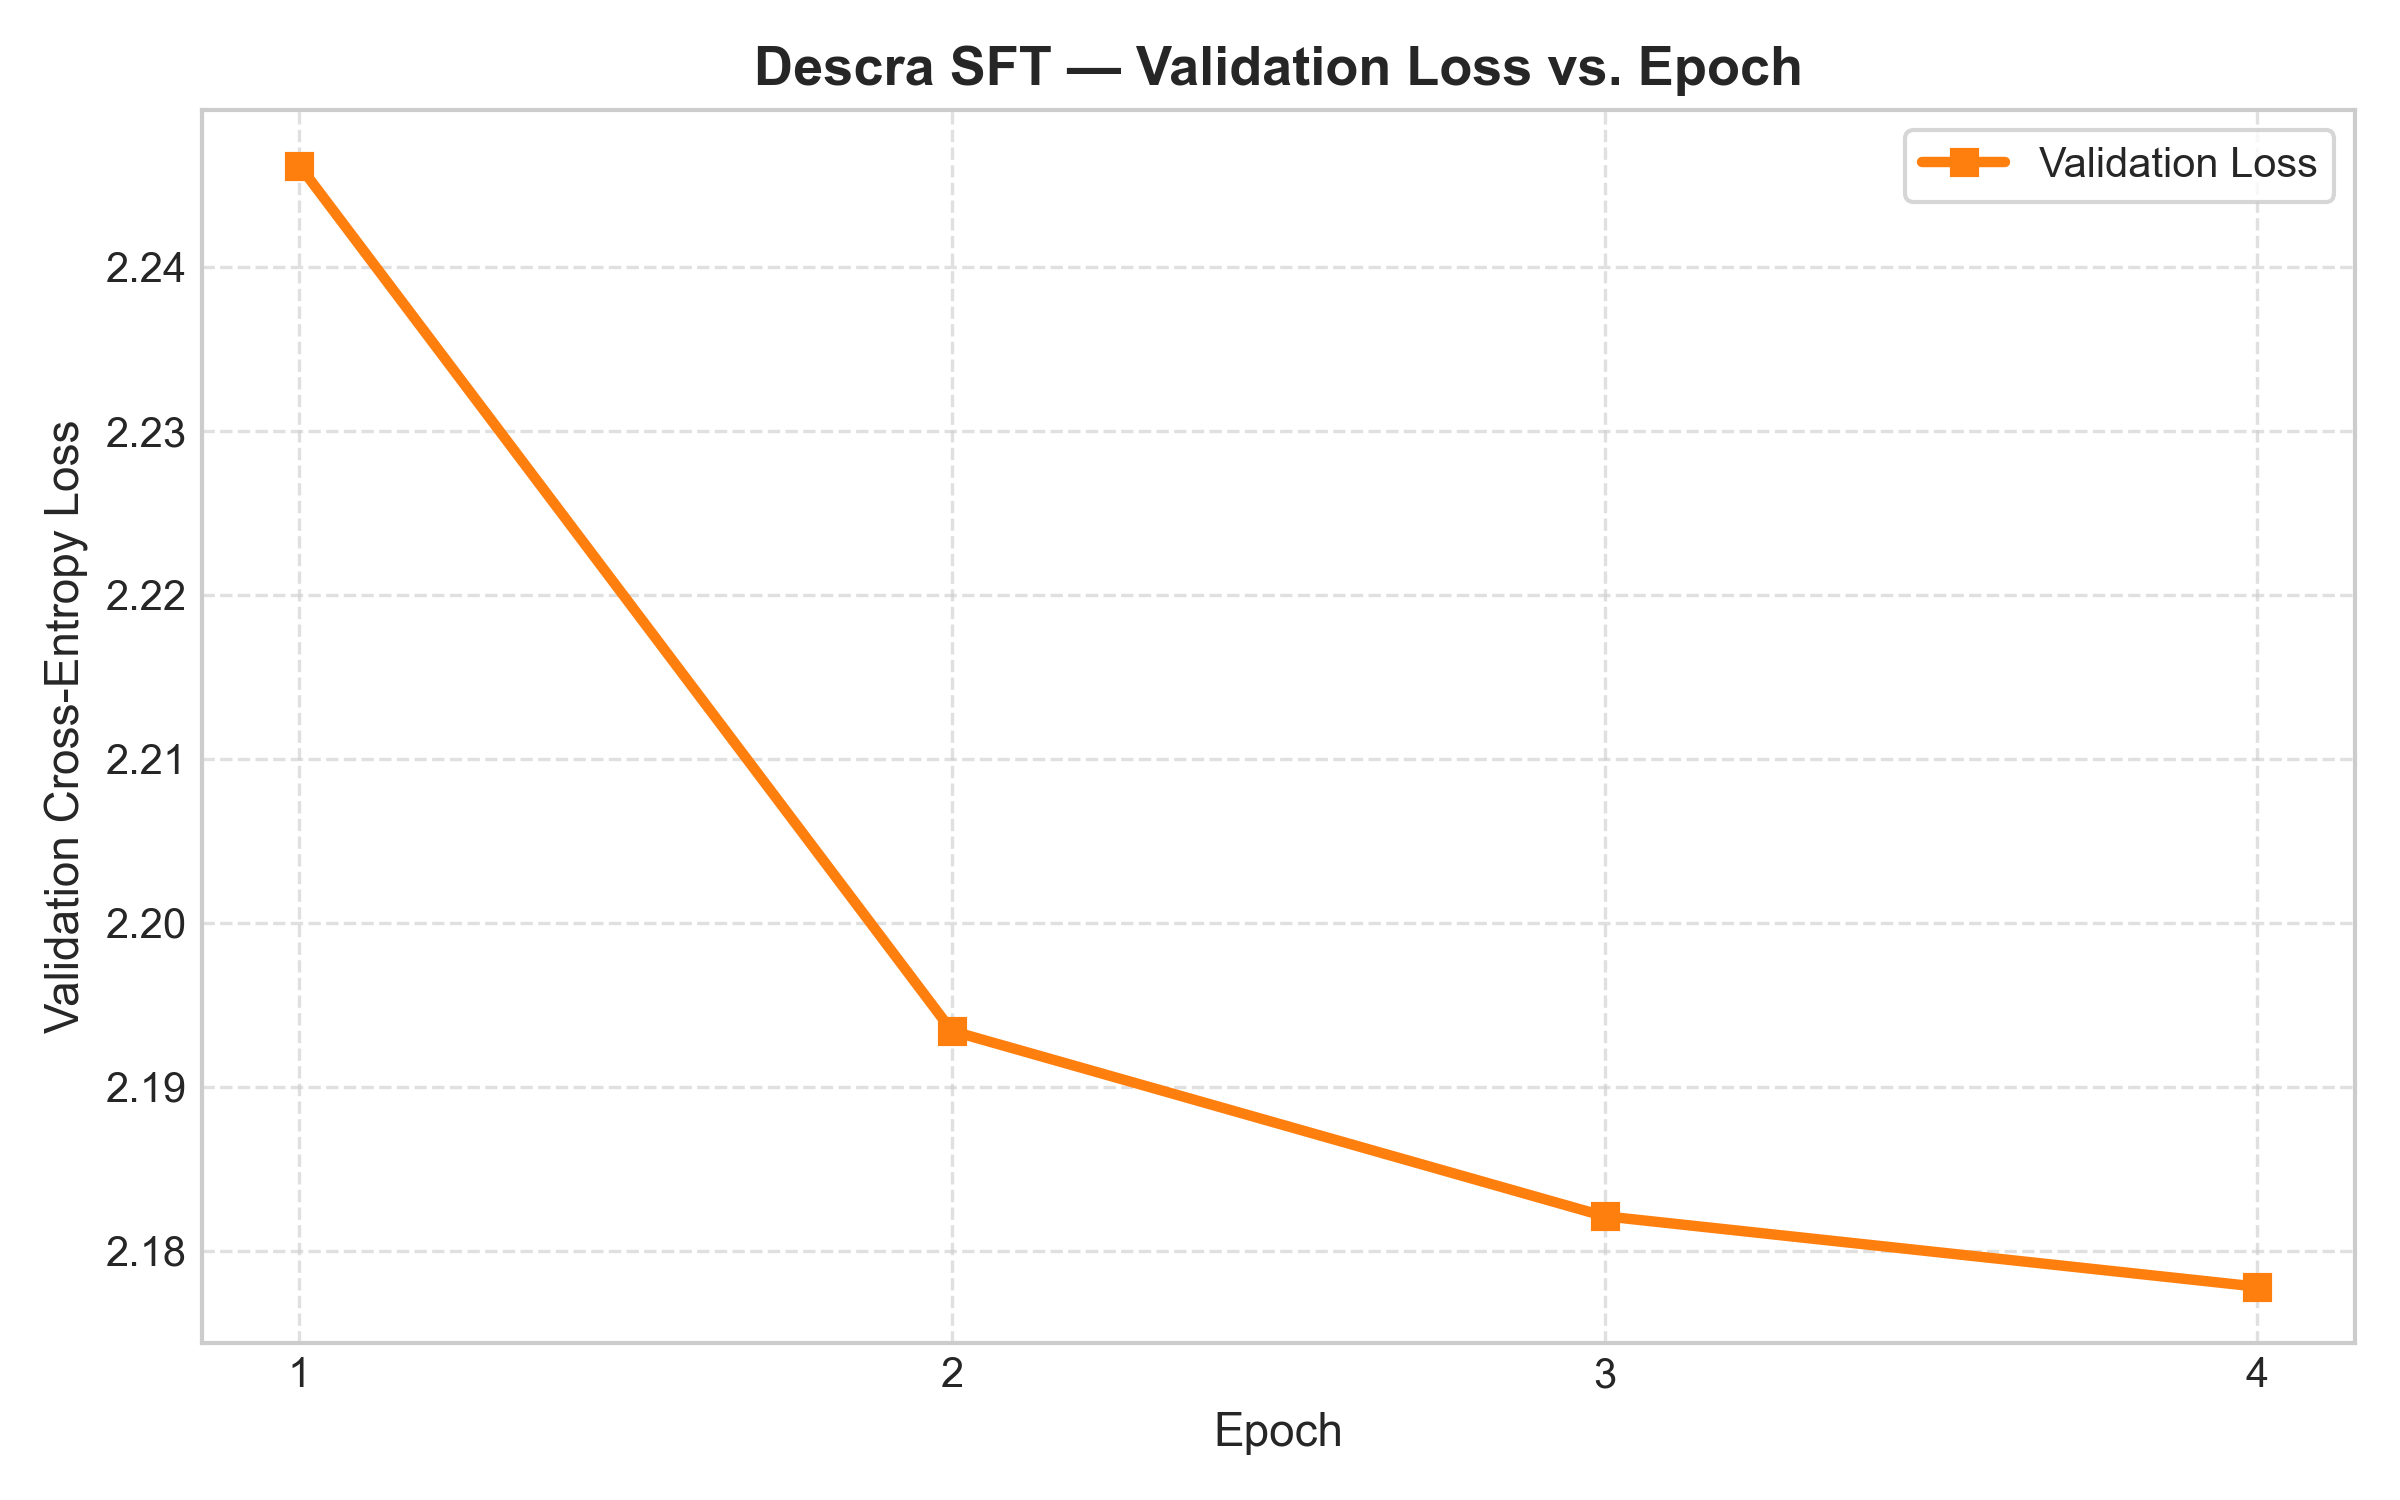 Descra SFT — Validation Loss vs. Epoch
Validation Loss
Validation Cross-Entropy Loss
2.24
2.23
2.22
2.21
2.20
2.19
2.18
1 2 3 4
Epoch